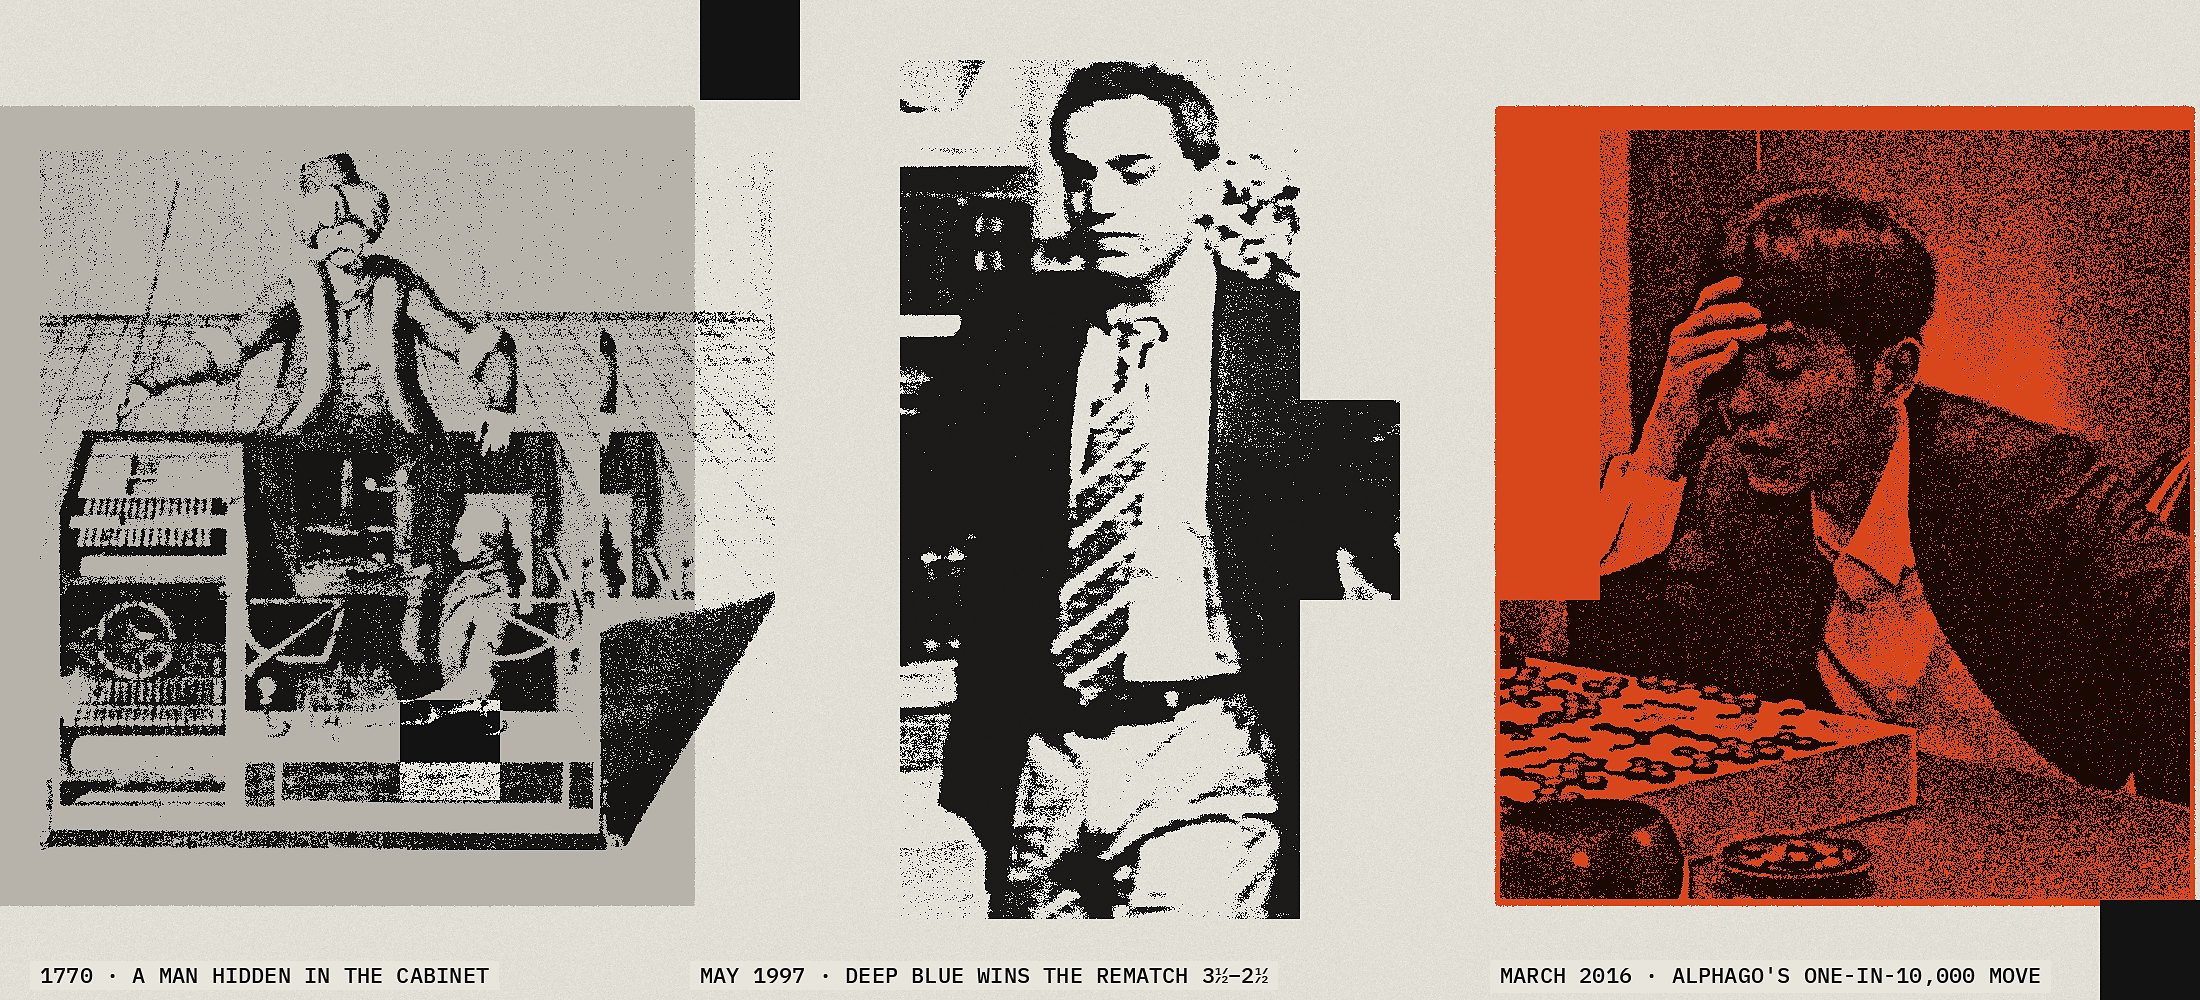 1770 · A MAN HIDDEN IN THE CABINET
MAY 1997 · DEEP BLUE WINS THE REMATCH 3½–2½
MARCH 2016 · ALPHAGO'S ONE-IN-10,000 MOVE